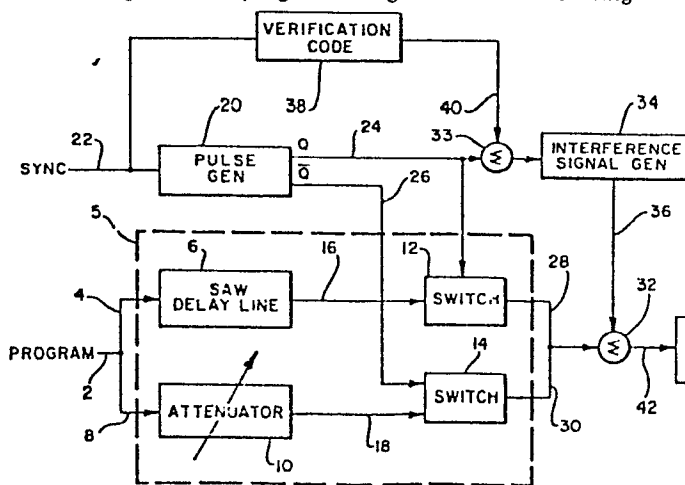 VERIFICATION
CODE
38
40
34
20
22
24
33
W
INTERFERENCE
SIGNAL GEN
SYNC
PULSE
GEN
Q
Q̅
26
36
5
6
16
12
28
SAW
DELAY LINE
SWITCH
4
32
W
PROGRAM
2
14
SWITCH
42
8
ATTENUATOR
18
30
10